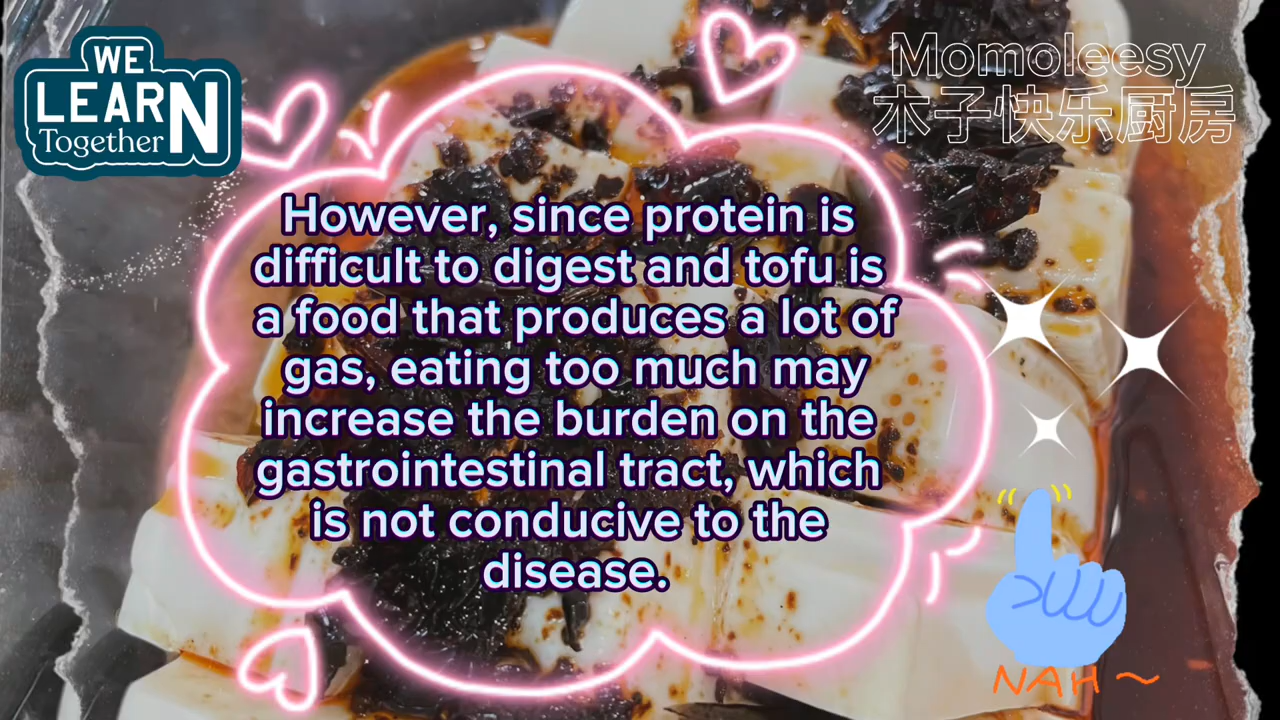 WE
LEARN
Together
Momoleesy
木子快乐厨房
However, since protein is
difficult to digest and tofu is
a food that produces a lot of
gas, eating too much may
increase the burden on the
gastrointestinal tract, which
is not conducive to the
disease.
NAH ~